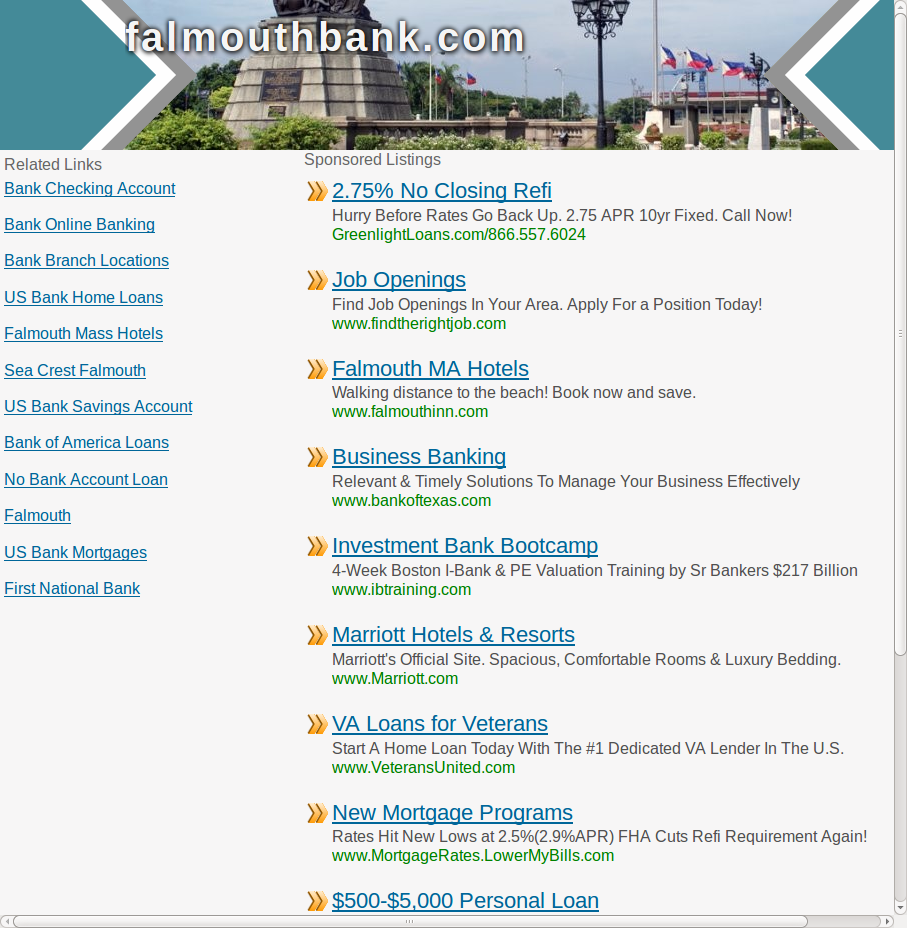 falmouthbank.com
Related Links
Bank Checking Account
Bank Online Banking
Bank Branch Locations
US Bank Home Loans
Falmouth Mass Hotels
Sea Crest Falmouth
US Bank Savings Account
Bank of America Loans
No Bank Account Loan
Falmouth
US Bank Mortgages
First National Bank
Sponsored Listings
2.75% No Closing Refi
Hurry Before Rates Go Back Up. 2.75 APR 10yr Fixed. Call Now!
GreenlightLoans.com/866.557.6024
Job Openings
Find Job Openings In Your Area. Apply For a Position Today!
www.findtherightjob.com
Falmouth MA Hotels
Walking distance to the beach! Book now and save.
www.falmouthinn.com
Business Banking
Relevant & Timely Solutions To Manage Your Business Effectively
www.bankoftexas.com
Investment Bank Bootcamp
4-Week Boston I-Bank & PE Valuation Training by Sr Bankers $217 Billion
www.ibtraining.com
Marriott Hotels & Resorts
Marriott's Official Site. Spacious, Comfortable Rooms & Luxury Bedding.
www.Marriott.com
VA Loans for Veterans
Start A Home Loan Today With The #1 Dedicated VA Lender In The U.S.
www.VeteransUnited.com
New Mortgage Programs
Rates Hit New Lows at 2.5%(2.9%APR) FHA Cuts Refi Requirement Again!
www.MortgageRates.LowerMyBills.com
$500-$5,000 Personal Loan